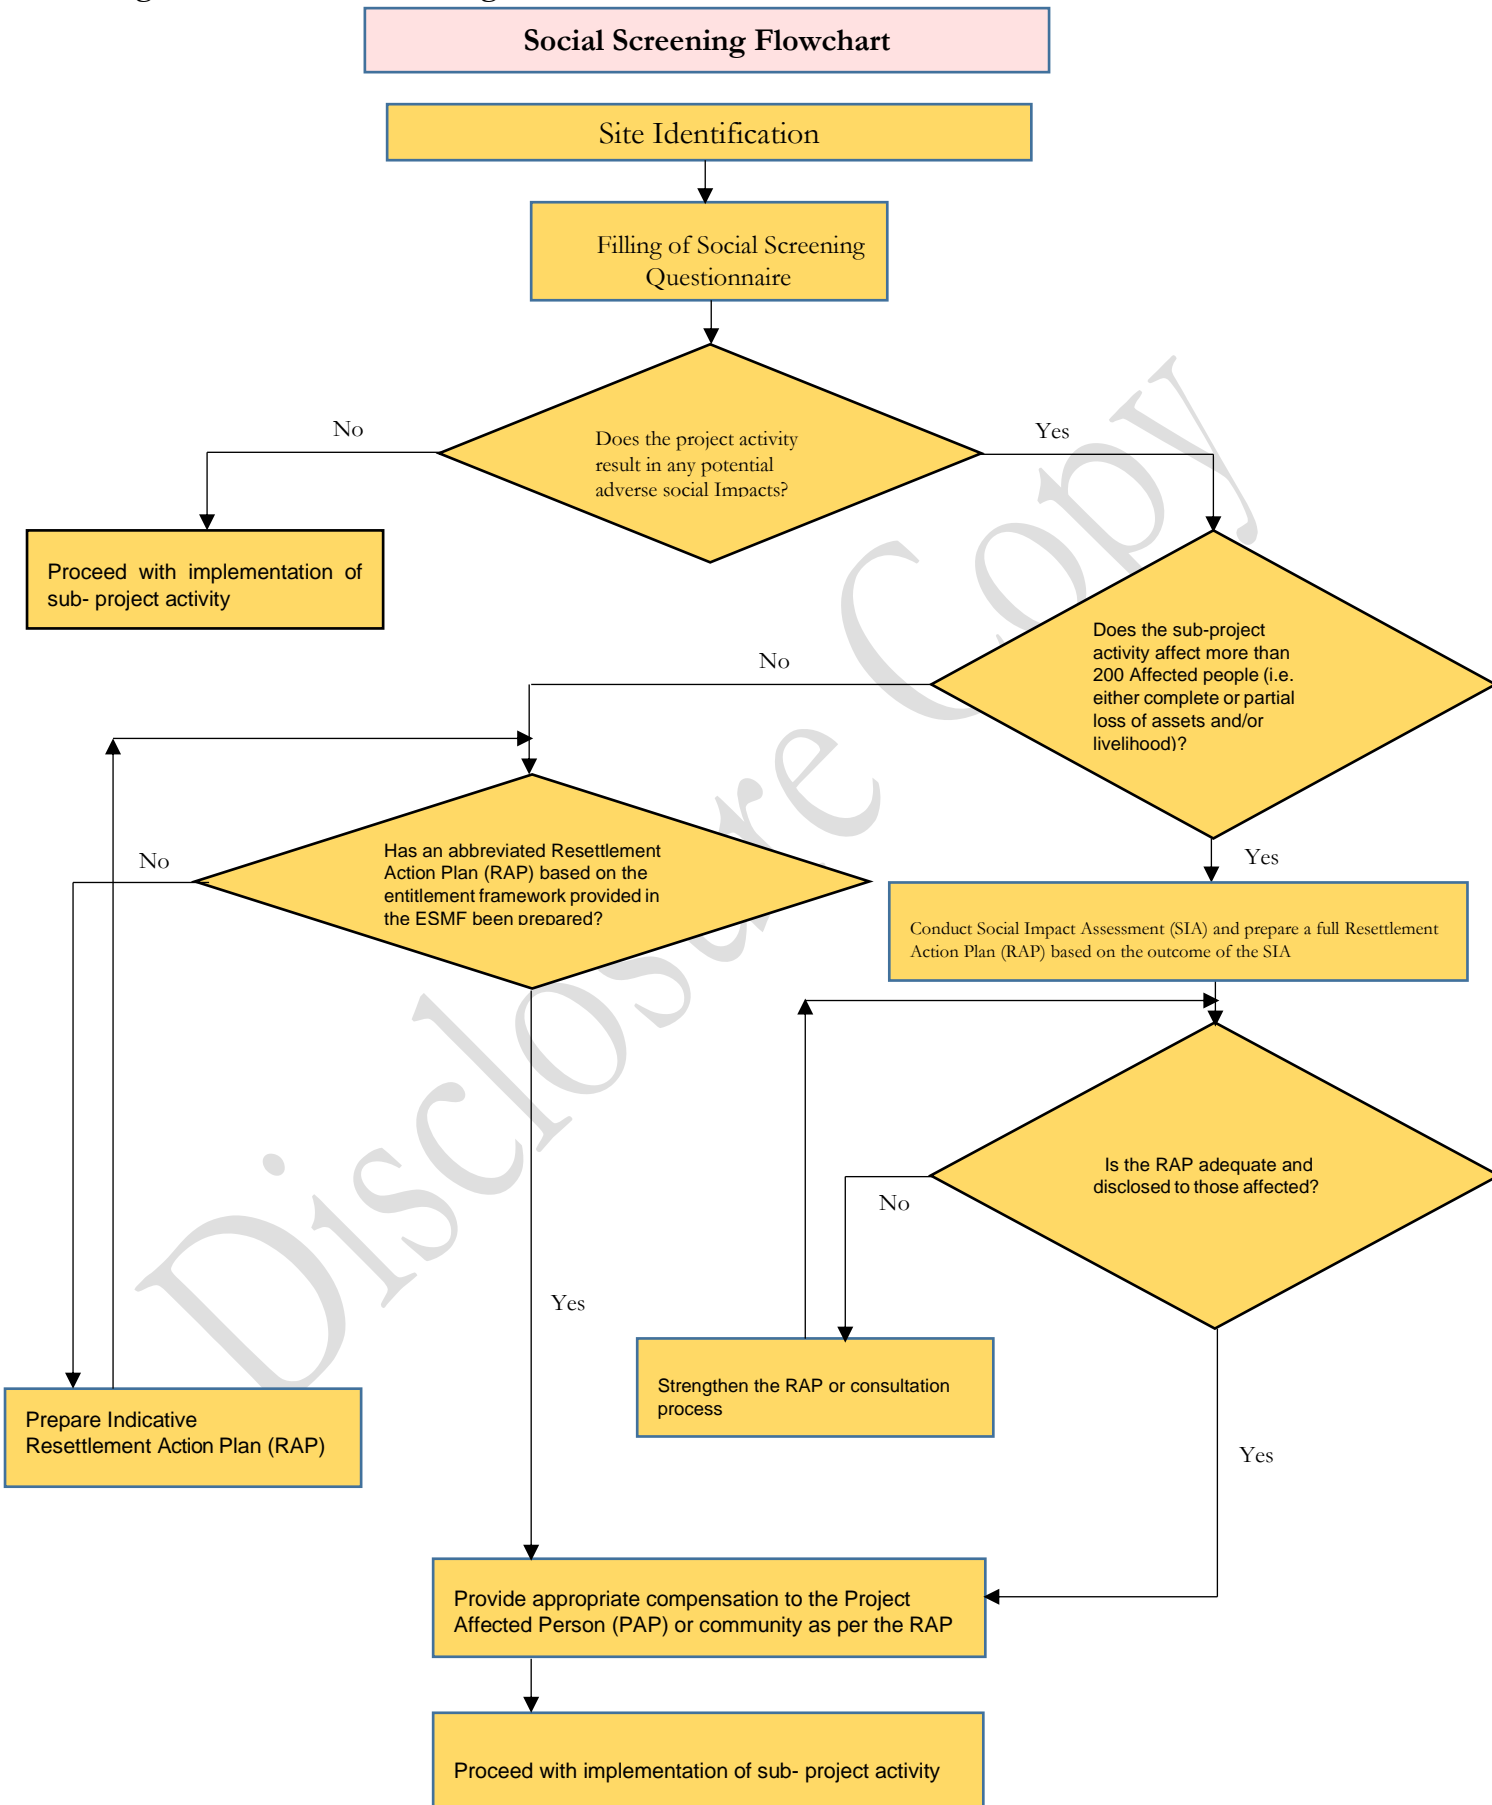 Social Screening Flowchart
Site Identification
Filling of Social Screening
Questionnaire
No
Does the project activity
result in any potential
adverse social Impacts?
Yes
Proceed with implementation of
sub- project activity
No
Does the sub-project
activity affect more than
200 Affected people (i.e.
either complete or partial
loss of assets and/or
livelihood)?
No
Has an abbreviated Resettlement
Action Plan (RAP) based on the
entitlement framework provided in
the ESMF been prepared?
Yes
Conduct Social Impact Assessment (SIA) and prepare a full Resettlement
Action Plan (RAP) based on the outcome of the SIA
Is the RAP adequate and
disclosed to those affected?
No
Yes
Strengthen the RAP or consultation
process
Prepare Indicative
Resettlement Action Plan (RAP)
Yes
Provide appropriate compensation to the Project
Affected Person (PAP) or community as per the RAP
Proceed with implementation of sub- project activity
Disclosure Copy